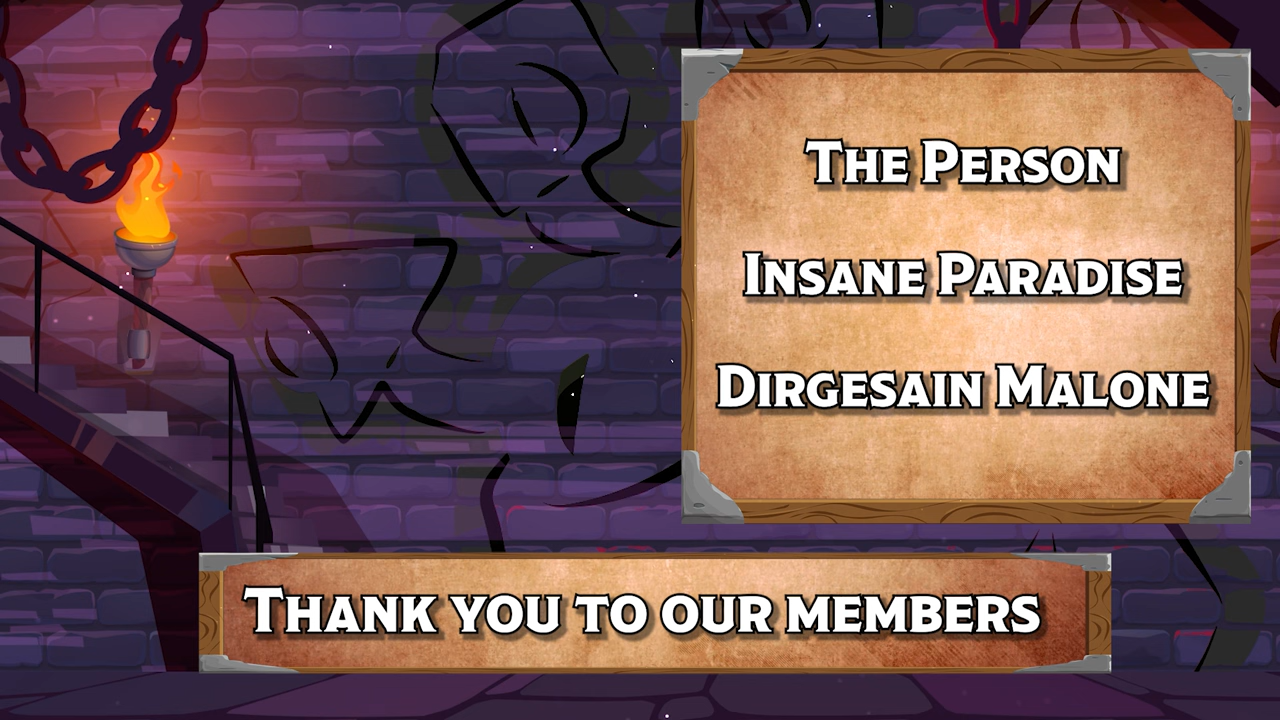 The Person
Insane Paradise
Dirgesain Malone
Thank you to our members